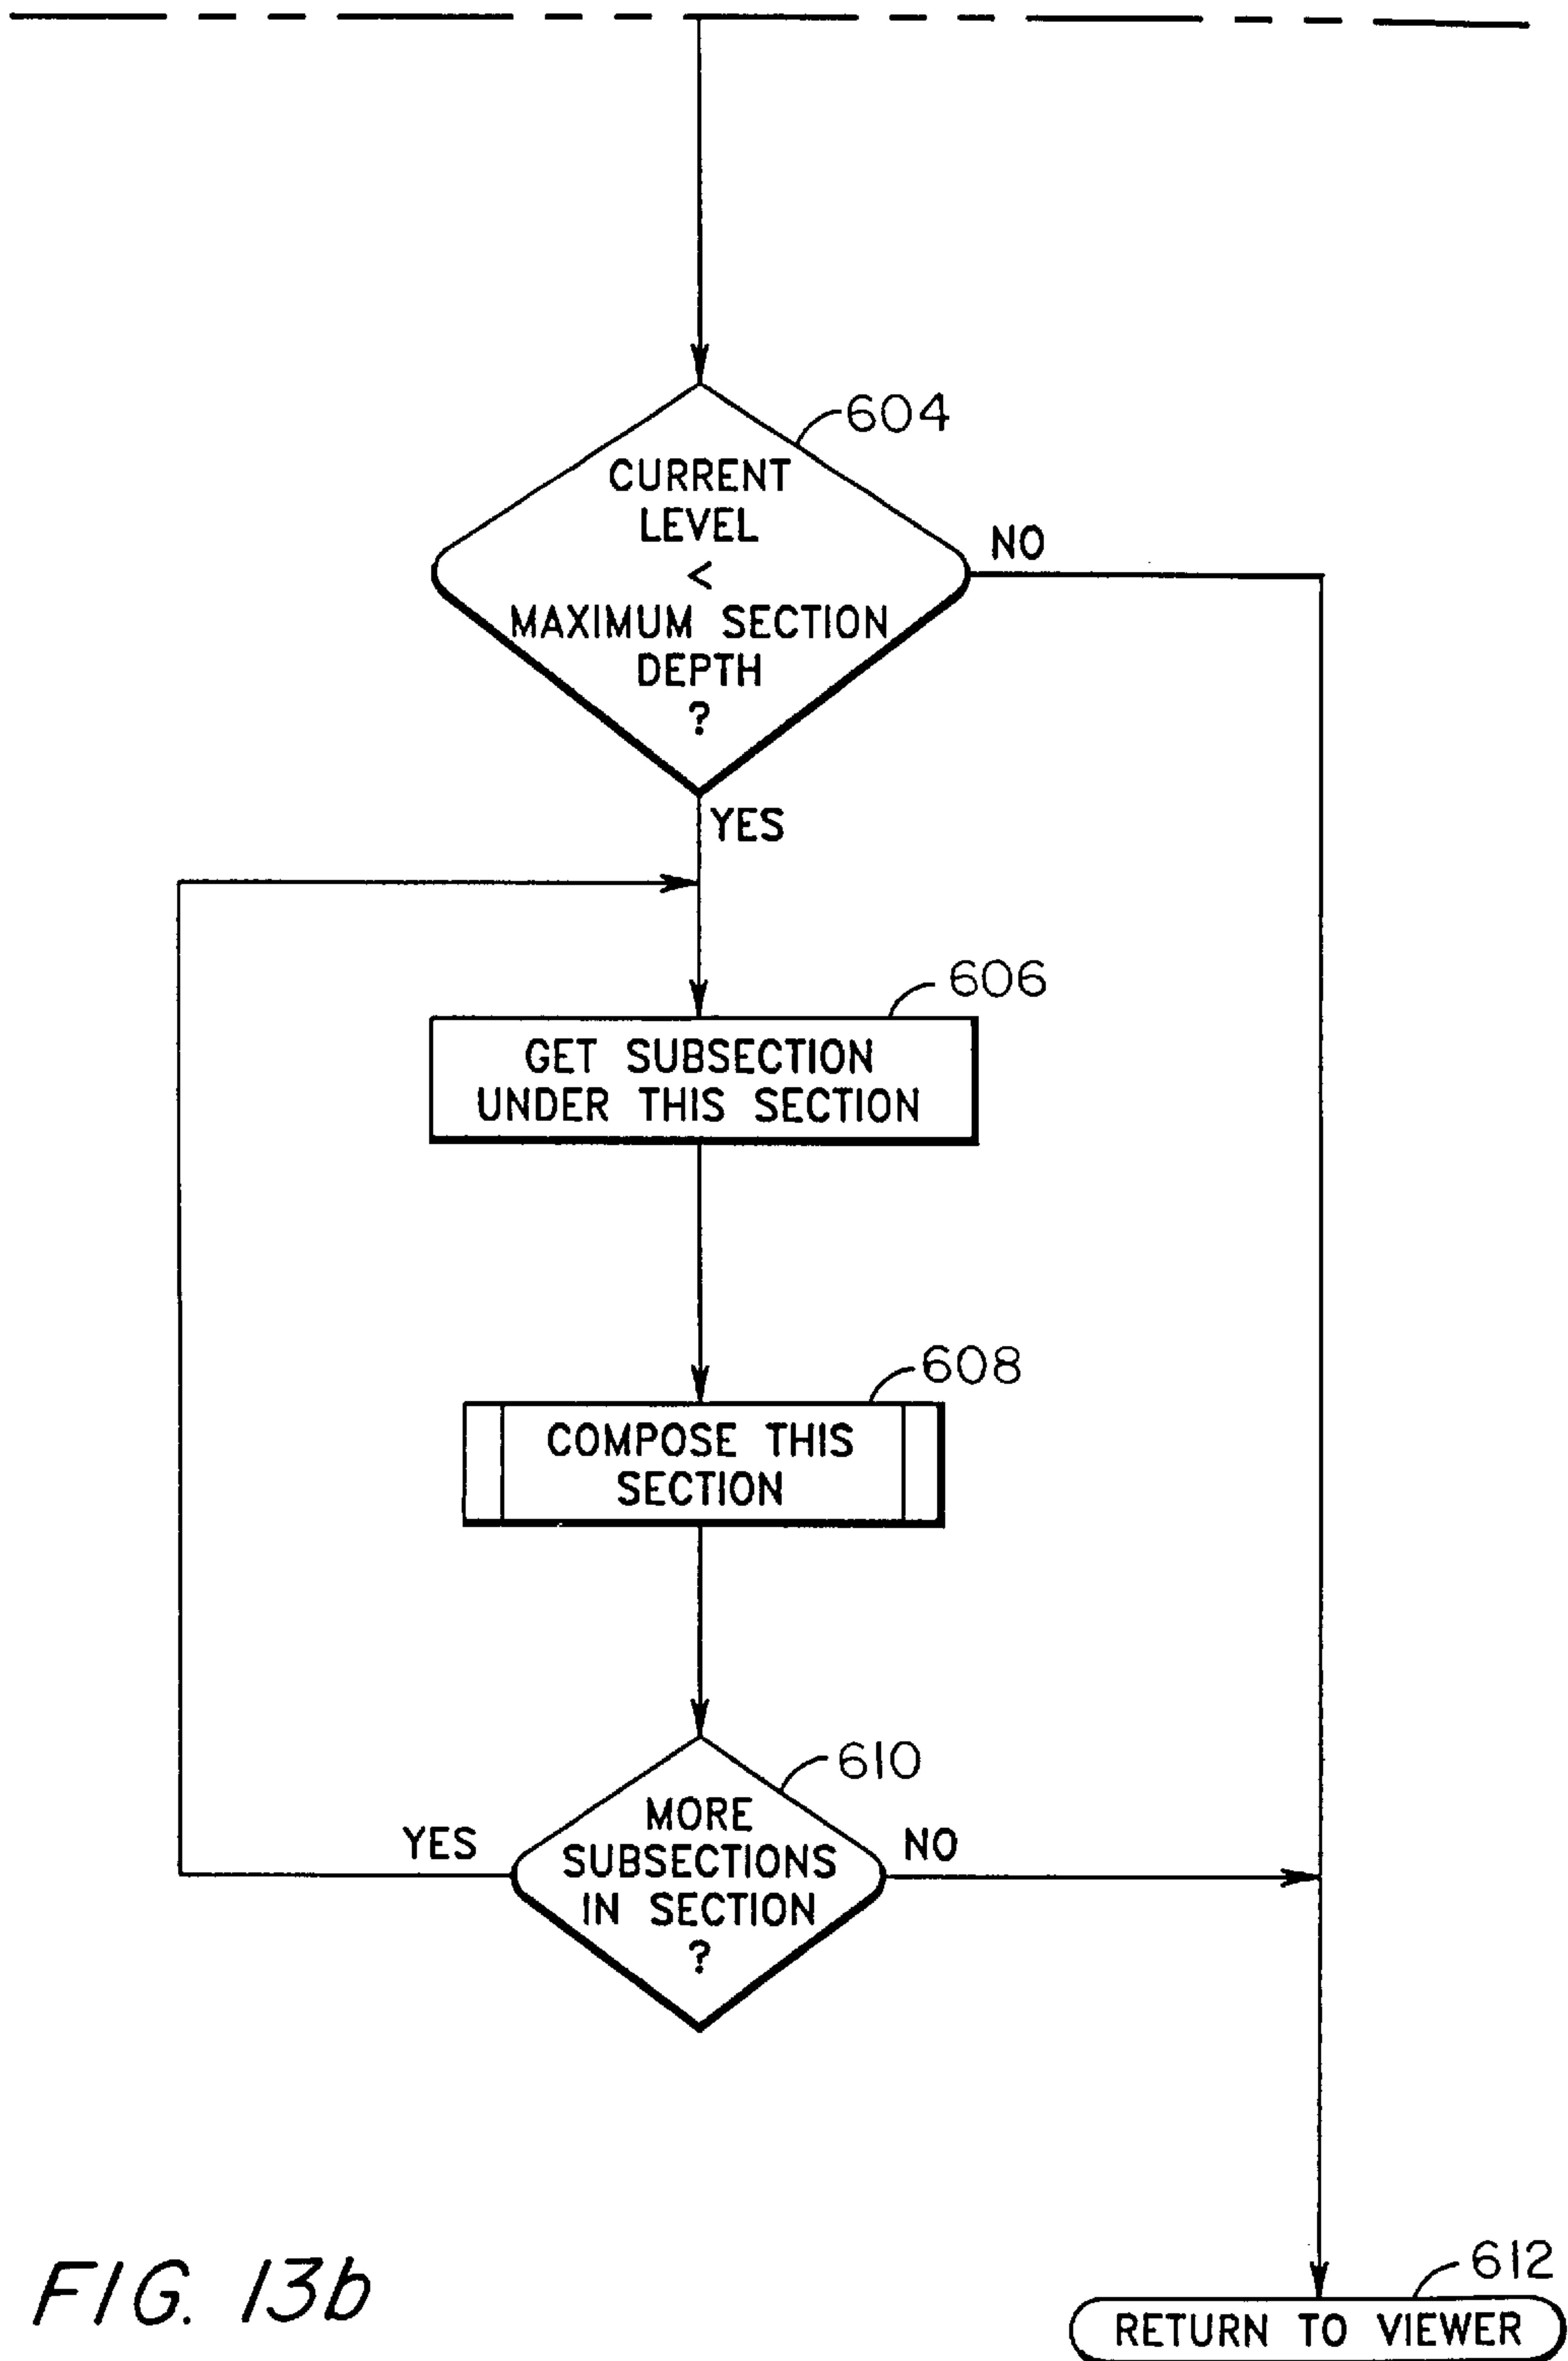 604
CURRENT
LEVEL
<
MAXIMUM SECTION
DEPTH
?
NO
YES
606
GET SUBSECTION
UNDER THIS SECTION
608
COMPOSE THIS
SECTION
610
MORE
SUBSECTIONS
IN SECTION
?
YES
NO
612
RETURN TO VIEWER
FIG. 13b